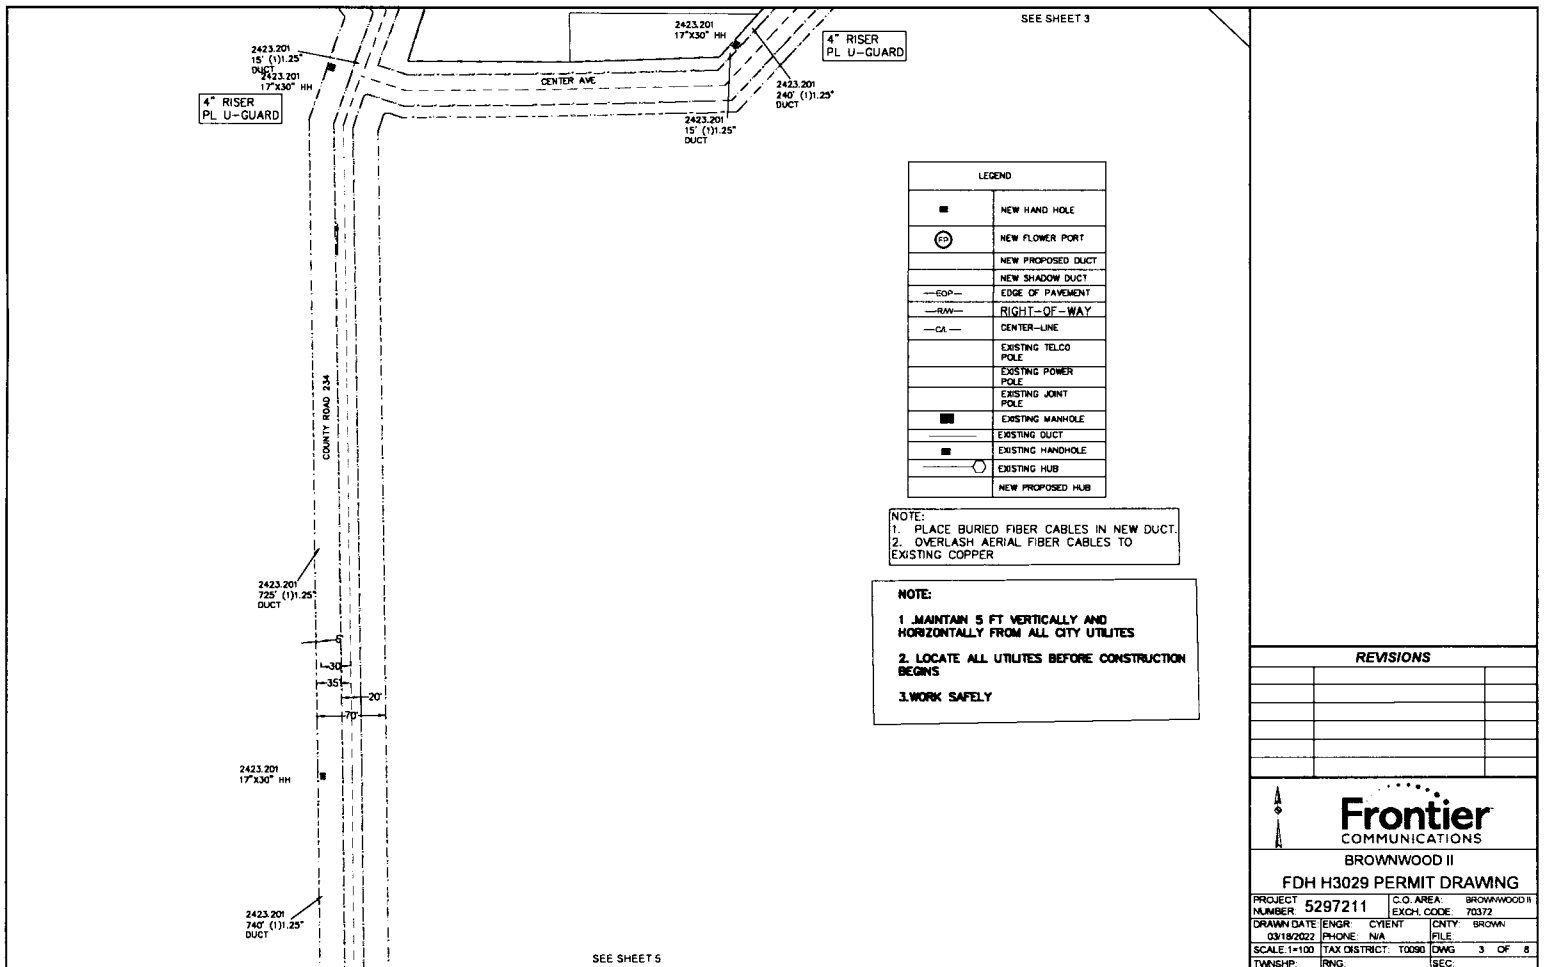 SEE SHEET 3
2423.201
17"X30" HH
4" RISER
PL U-GUARD
2423.201
15' (1)1.25"
DUCT
2423.201
17"X30" HH
4" RISER
PL U-GUARD
CENTER AVE
2423.201
240' (1)1.25"
DUCT
2423.201
15' (1)1.25"
DUCT
COUNTY ROAD 234
2423.201
725' (1)1.25"
DUCT
6'
30'
35'
20'
70'
2423.201
17"X30" HH
2423.201
740' (1)1.25"
DUCT
SEE SHEET 5
LEGEND
NEW HAND HOLE
FP
NEW FLOWER PORT
NEW PROPOSED DUCT
NEW SHADOW DUCT
—EOP—
EDGE OF PAVEMENT
—R/W—
RIGHT-OF-WAY
—C/L—
CENTER-LINE
EXISTING TELCO
POLE
EXISTING POWER
POLE
EXISTING JOINT
POLE
EXISTING MANHOLE
EXISTING DUCT
EXISTING HANDHOLE
EXISTING HUB
NEW PROPOSED HUB
NOTE:
1. PLACE BURIED FIBER CABLES IN NEW DUCT.
2. OVERLASH AERIAL FIBER CABLES TO
EXISTING COPPER
NOTE:
1 .MAINTAIN 5 FT VERTICALLY AND
HORIZONTALLY FROM ALL CITY UTILITES
2. LOCATE ALL UTILITES BEFORE CONSTRUCTION
BEGINS
3.WORK SAFELY
REVISIONS
Frontier
COMMUNICATIONS
BROWNWOOD II
FDH H3029 PERMIT DRAWING
PROJECT NUMBER: 5297211
C.O. AREA: BROWNWOOD II
EXCH. CODE: 70372
DRAWN DATE: 03/18/2022
ENGR: CYIENT
PHONE: N/A
CNTY: BROWN
FILE:
SCALE:1=100
TAX DISTRICT: T0090
DWG 3 OF 8
TWNSHP:
RNG:
SEC: